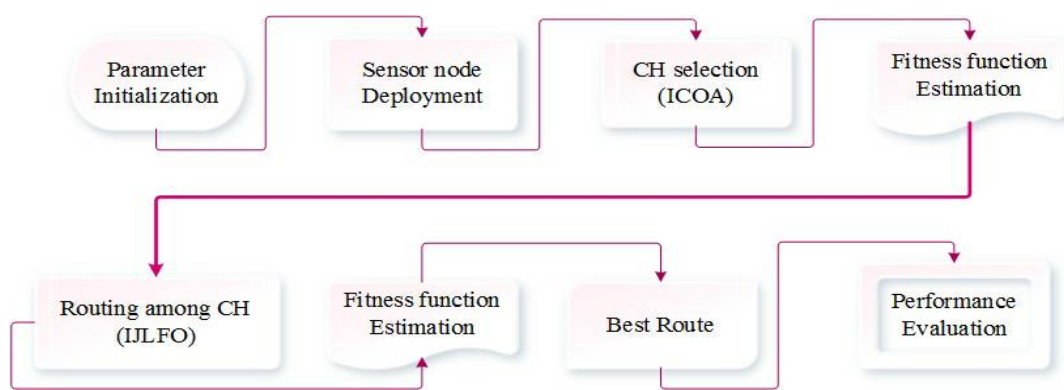 Parameter
Initialization
Sensor node
Deployment
CH selection
(ICOA)
Fitness function
Estimation
Routing among CH
(IJLFO)
Fitness function
Estimation
Best Route
Performance
Evaluation